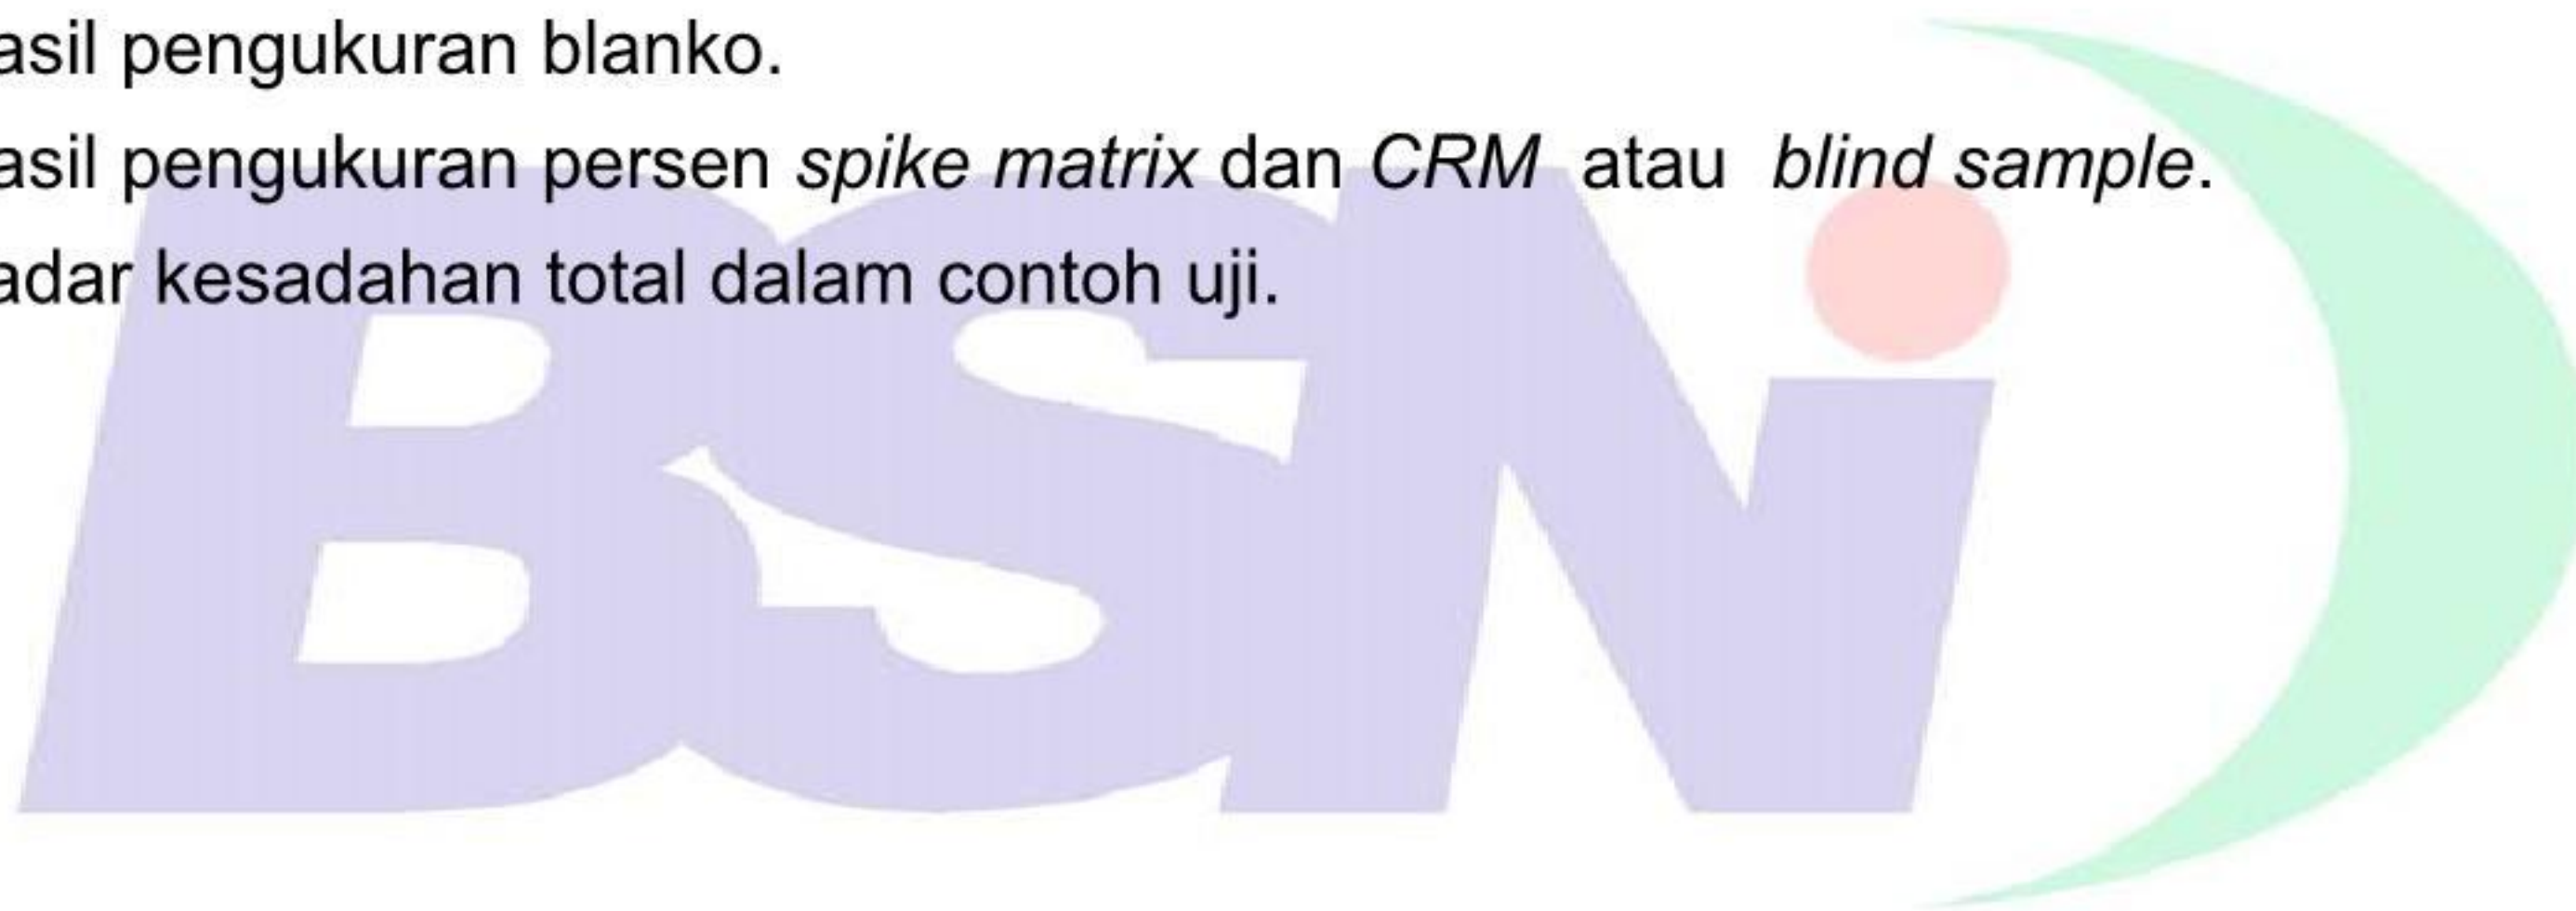 asil pengukuran blanko.
asil pengukuran persen spike matrix dan CRM atau blind sample.
adar kesadahan total dalam contoh uji.
BSNi